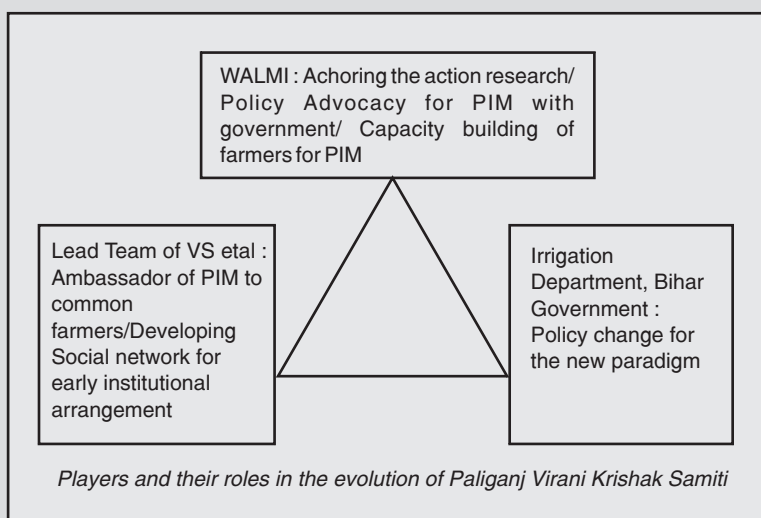 WALMI : Achoring the action research/
Policy Advocacy for PIM with
government/ Capacity building of
farmers for PIM
Lead Team of VS etal :
Ambassador of PIM to
common
farmers/Developing
Social network for
early institutional
arrangement
Irrigation
Department, Bihar
Government :
Policy change for
the new paradigm
Players and their roles in the evolution of Paliganj Virani Krishak Samiti